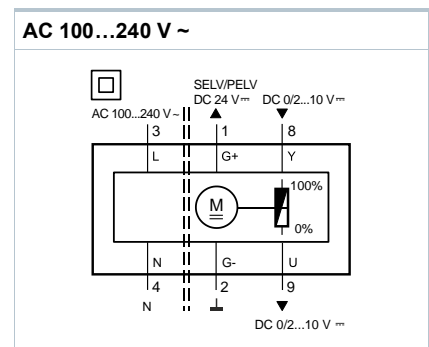 AC 100…240 V ~
SELV/PELV
DC 24 V⎓ DC 0/2...10 V⎓
AC 100...240 V~
3 1 8
L G+ Y
100%
M
0%
N G- U
4 2 9
N
DC 0/2...10 V ⎓